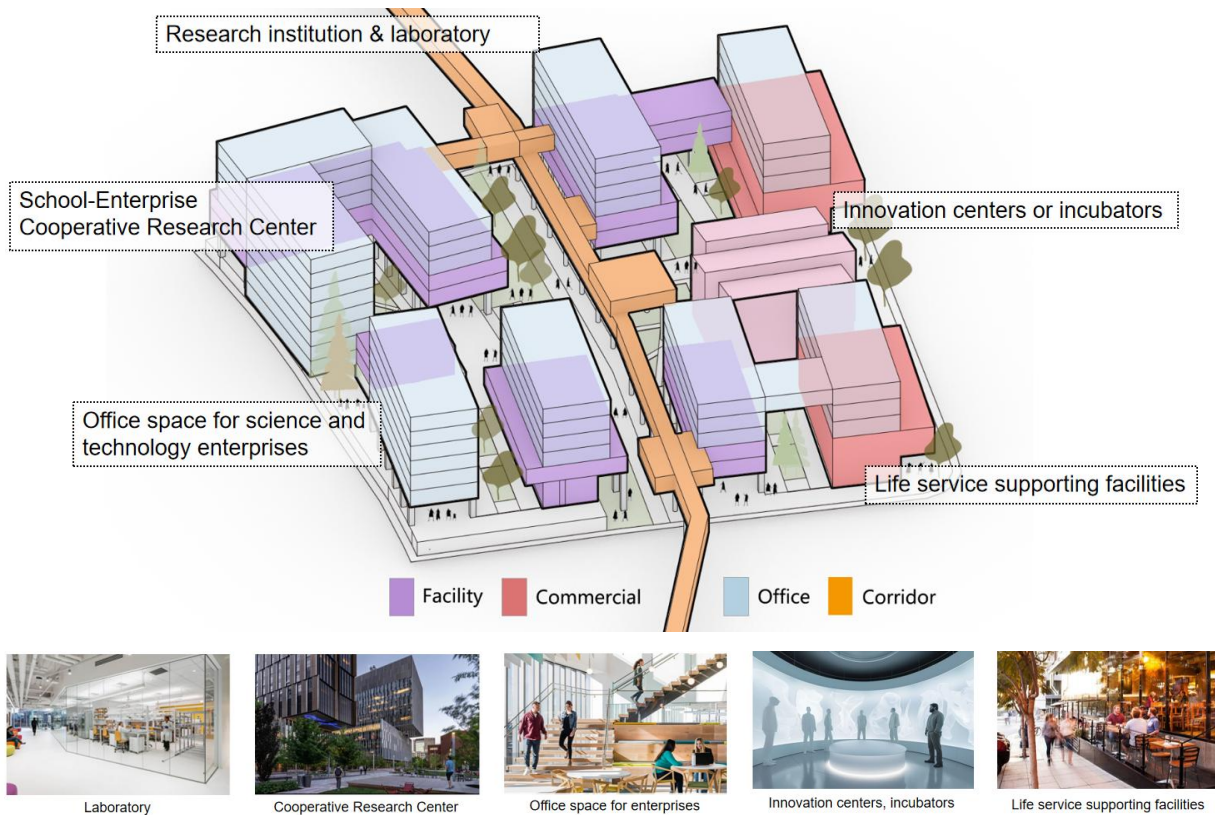 Research institution & laboratory
School-Enterprise
Cooperative Research Center
Innovation centers or incubators
Office space for science and
technology enterprises
Life service supporting facilities
Facility
Commercial
Office
Corridor
Laboratory
Cooperative Research Center
Office space for enterprises
Innovation centers, incubators
Life service supporting facilities